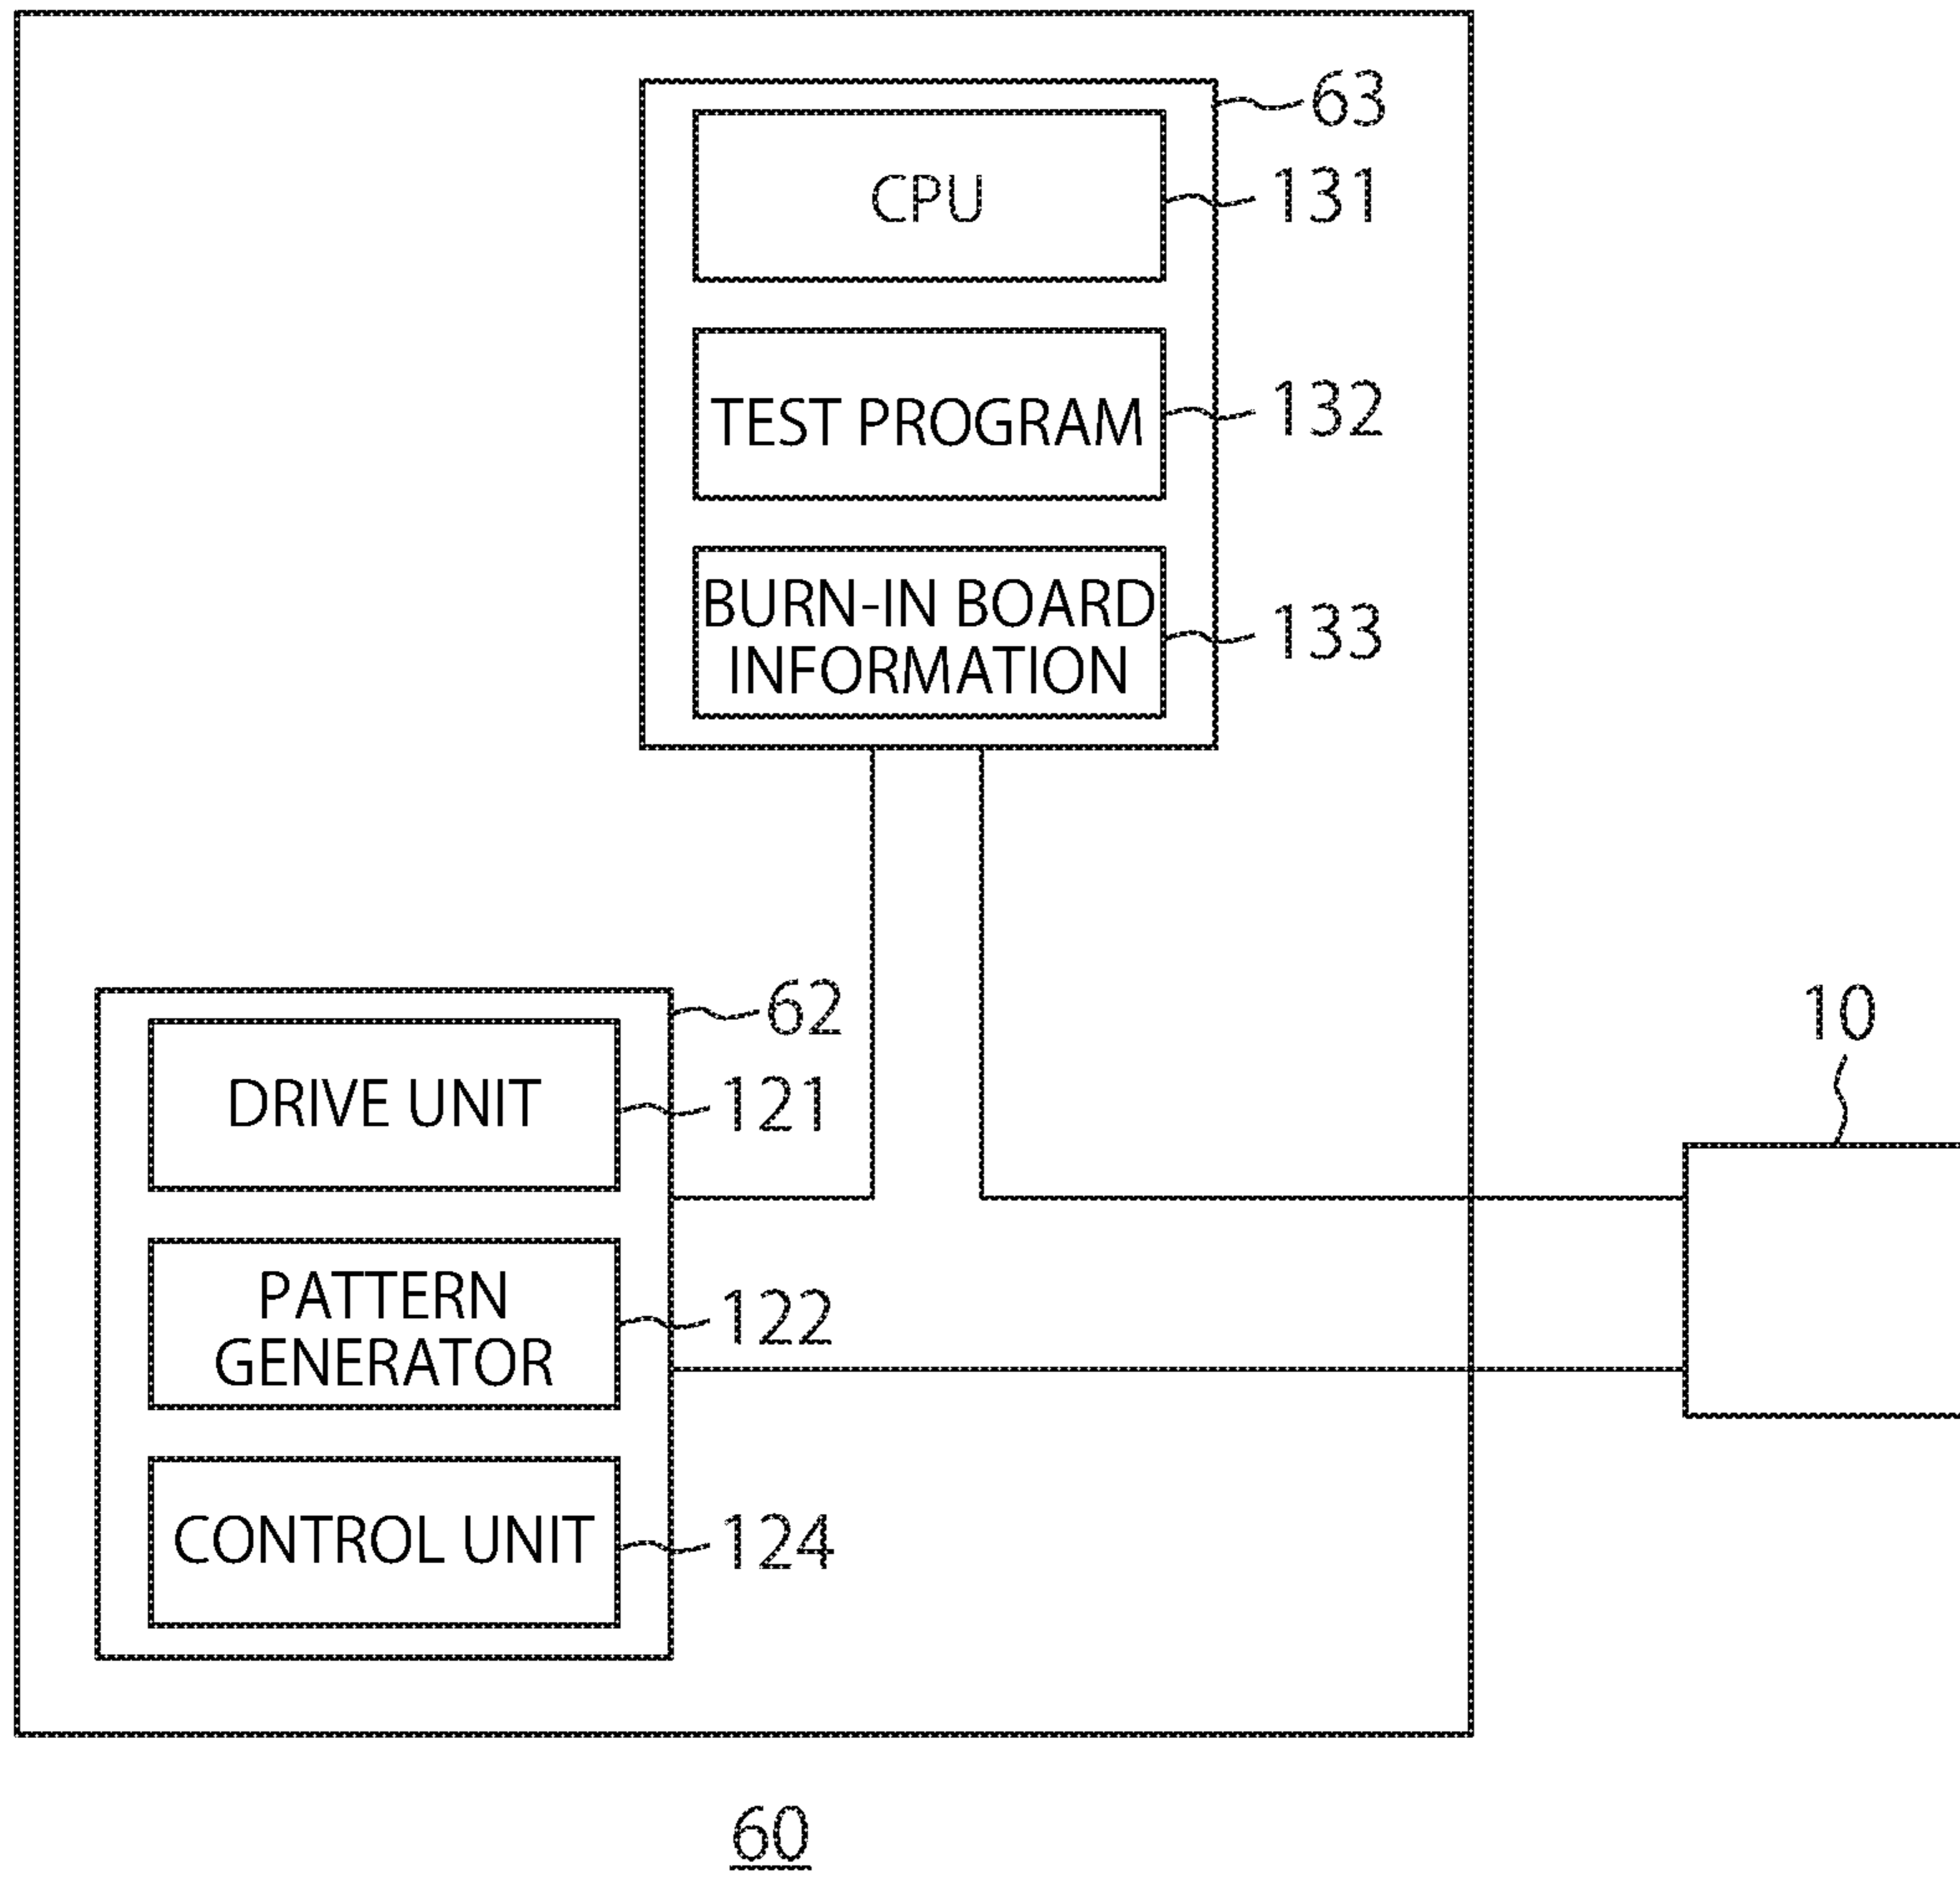 63
CPU
131
TEST PROGRAM
132
BURN-IN BOARD
INFORMATION
133
62
10
DRIVE UNIT
121
PATTERN
GENERATOR
122
CONTROL UNIT
124
60